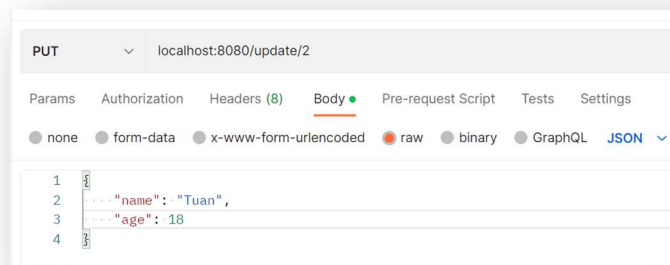 PUT localhost:8080/update/2
Params Authorization Headers (8) Body Pre-request Script Tests Settings
none form-data x-www-form-urlencoded raw binary GraphQL JSON
1 {
2 "name": "Tuan",
3 "age": 18
4 }